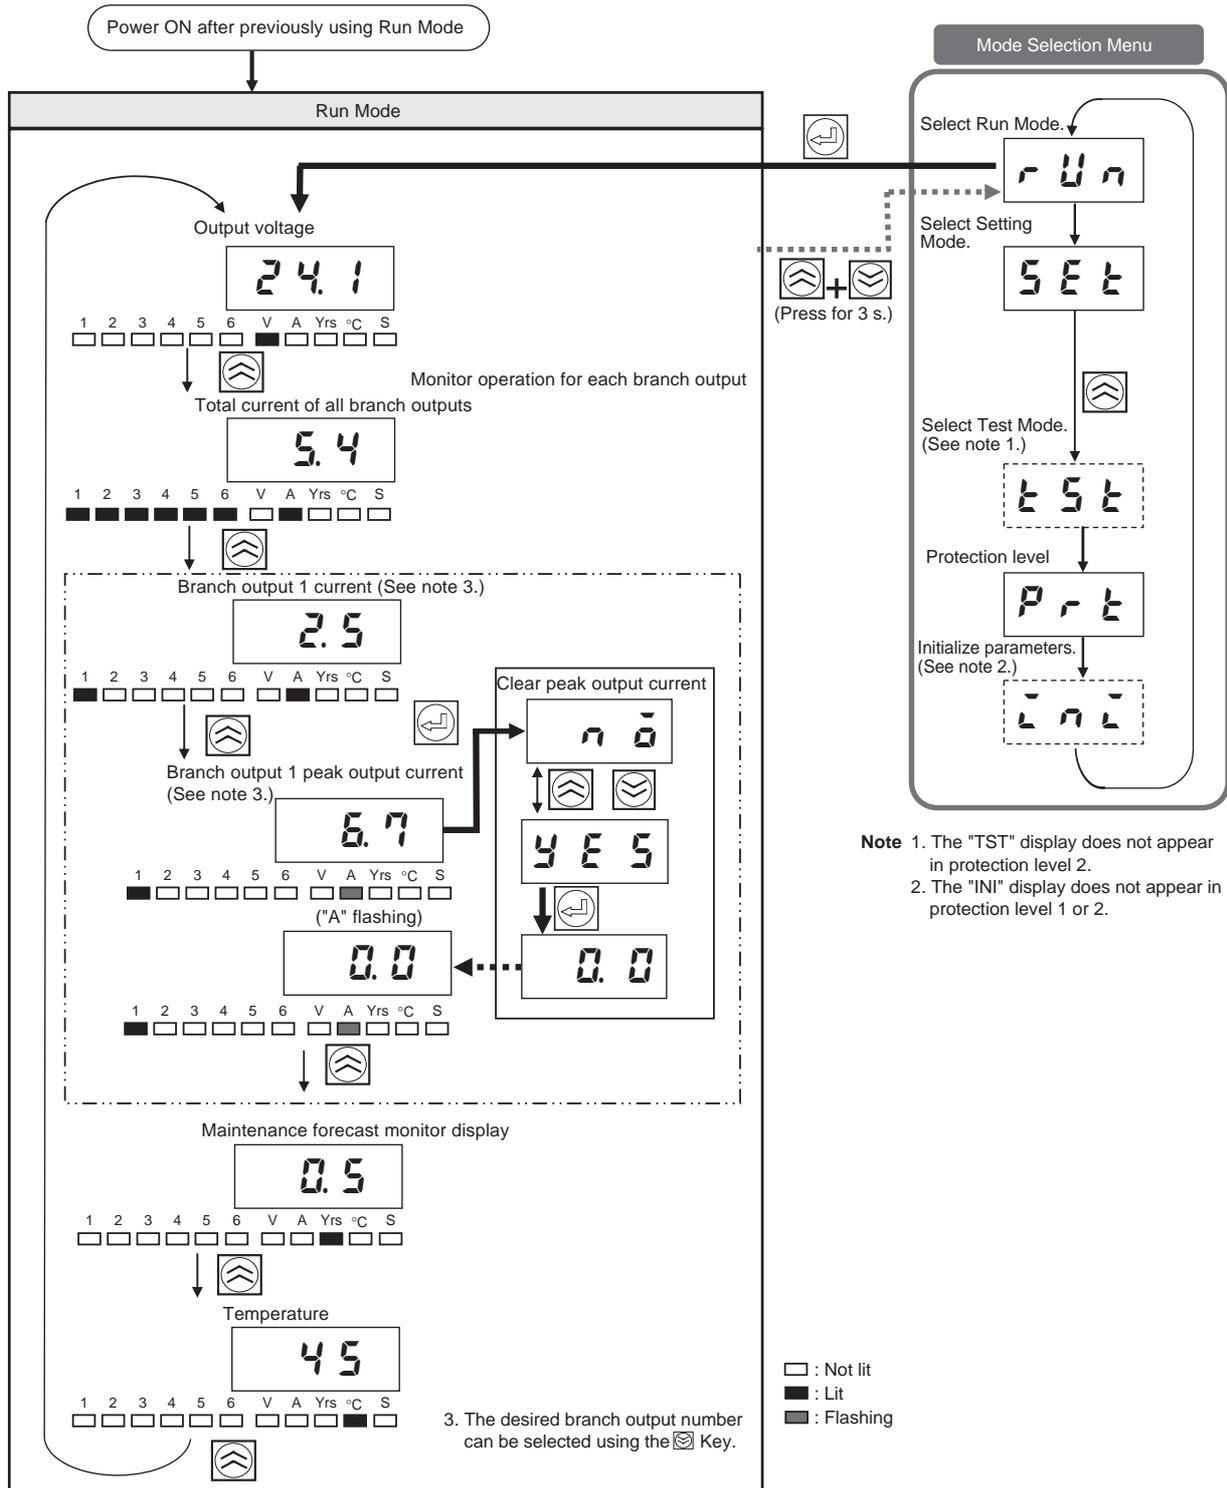 Power ON after previously using Run Mode
Run Mode
Output voltage
24.1
1 2 3 4 5 6 V A Yrs °C S
Monitor operation for each branch output
Total current of all branch outputs
5.4
1 2 3 4 5 6 V A Yrs °C S
Branch output 1 current (See note 3.)
2.5
1 2 3 4 5 6 V A Yrs °C S
Branch output 1 peak output current
(See note 3.)
6.7
1 2 3 4 5 6 V A Yrs °C S
("A" flashing)
0.0
1 2 3 4 5 6 V A Yrs °C S
Clear peak output current
no
YES
0.0
Maintenance forecast monitor display
0.5
1 2 3 4 5 6 V A Yrs °C S
Temperature
45
1 2 3 4 5 6 V A Yrs °C S
3. The desired branch output number
can be selected using the Key.
+
(Press for 3 s.)
Mode Selection Menu
Select Run Mode.
rUn
Select Setting
Mode.
SEt
Select Test Mode.
(See note 1.)
tSt
Protection level
Prt
Initialize parameters.
(See note 2.)
ini
Note 1. The "TST" display does not appear
in protection level 2.
2. The "INI" display does not appear in
protection level 1 or 2.
: Not lit
: Lit
: Flashing